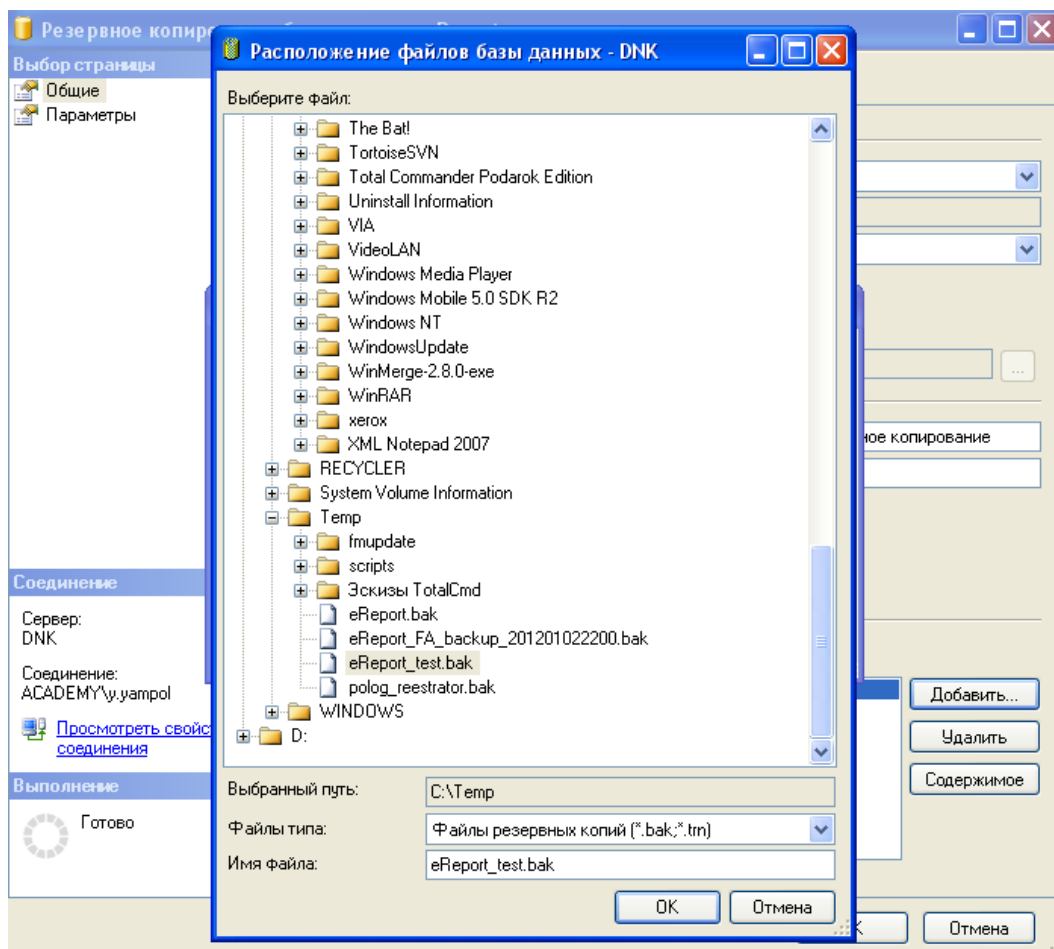 Резервное копиро
Выбор страницы
Общие
Параметры
Расположение файлов базы данных - DNK
Выберите файл:
The Bat!
TortoiseSVN
Total Commander Podarok Edition
Uninstall Information
VIA
VideoLAN
Windows Media Player
Windows Mobile 5.0 SDK R2
Windows NT
WindowsUpdate
WinMerge-2.8.0-exe
WinRAR
xerox
XML Notepad 2007
RECYCLER
System Volume Information
Temp
fmupdate
scripts
Эскизы TotalCmd
eReport.bak
eReport_FA_backup_201201022200.bak
eReport_test.bak
polog_reestrator.bak
WINDOWS
D:
Выбранный путь:
C:\Temp
Файлы типа:
Файлы резервных копий (*.bak;*.trn)
Имя файла:
eReport_test.bak
OK
Отмена
Соединение
Сервер:
DNK
Соединение:
ACADEMY\y.yampol
Просмотреть свойс
соединения
Выполнение
Готово
...
ное копирование
Добавить...
Удалить
Содержимое
Отмена